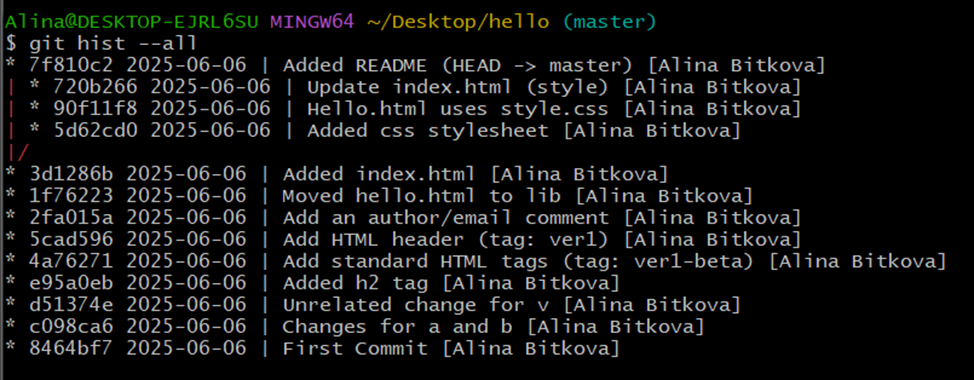 Alina@DESKTOP-EJRL6SU MINGW64 ~/Desktop/hello (master)
$ git hist --all
* 7f810c2 2025-06-06 | Added README (HEAD -> master) [Alina Bitkova]
| * 720b266 2025-06-06 | Update index.html (style) [Alina Bitkova]
| * 90f11f8 2025-06-06 | Hello.html uses style.css [Alina Bitkova]
| * 5d62cd0 2025-06-06 | Added css stylesheet [Alina Bitkova]
|/
* 3d1286b 2025-06-06 | Added index.html [Alina Bitkova]
* 1f76223 2025-06-06 | Moved hello.html to lib [Alina Bitkova]
* 2fa015a 2025-06-06 | Add an author/email comment [Alina Bitkova]
* 5cad596 2025-06-06 | Add HTML header (tag: ver1) [Alina Bitkova]
* 4a76271 2025-06-06 | Add standard HTML tags (tag: ver1-beta) [Alina Bitkova]
* e95a0eb 2025-06-06 | Added h2 tag [Alina Bitkova]
* d51374e 2025-06-06 | Unrelated change for v [Alina Bitkova]
* c098ca6 2025-06-06 | Changes for a and b [Alina Bitkova]
* 8464bf7 2025-06-06 | First Commit [Alina Bitkova]